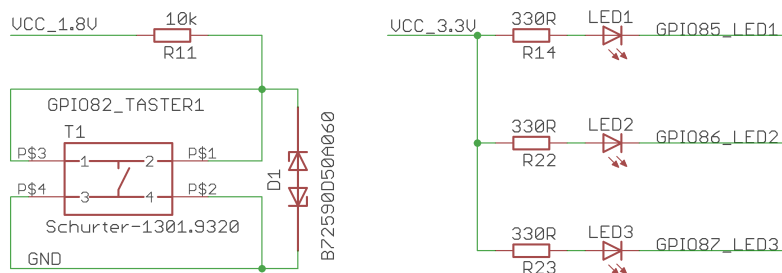 VCC_1.8V
10k
R11
GPIO82_TASTER1
T1
P$3
1
2
P$1
P$4
3
4
P$2
Schurter-1301.9320
GND
D1
B72590D50A060
VCC_3.3V
330R
R14
LED1
GPIO85_LED1
330R
R22
LED2
GPIO86_LED2
330R
R23
LED3
GPIO87_LED3